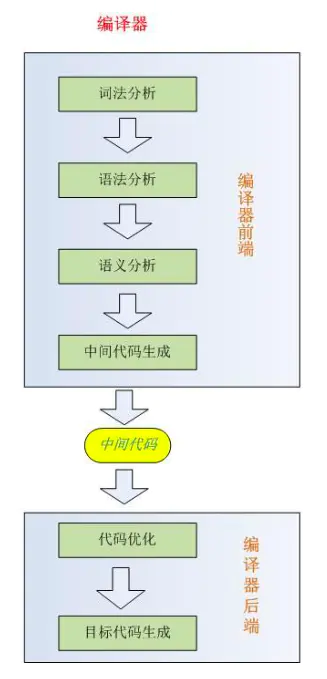 编译器
词法分析
语法分析
语义分析
中间代码生成
编译器前端
中间代码
代码优化
目标代码生成
编译器后端